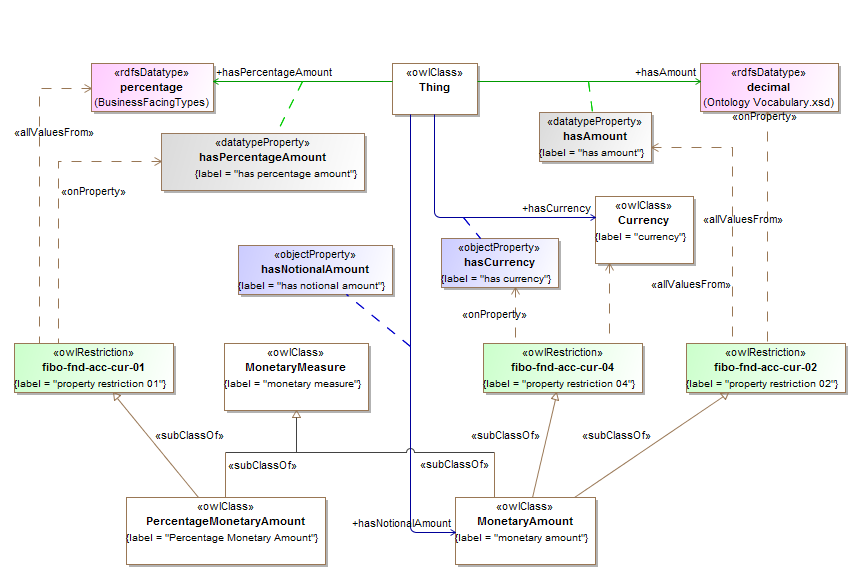 «rdfsDatatype»
percentage
(BusinessFacingTypes)
+hasPercentageAmount
«owlClass»
Thing
+hasAmount
«rdfsDatatype»
decimal
(Ontology Vocabulary.xsd)
«allValuesFrom»
«datatypeProperty»
hasPercentageAmount
{label = "has percentage amount"}
«datatypeProperty»
hasAmount
{label = "has amount"}
«onProperty»
«onProperty»
+hasCurrency
«owlClass»
Currency
{label = "currency"}
«allValuesFrom»
«objectProperty»
hasNotionalAmount
{label = "has notional amount"}
«objectProperty»
hasCurrency
{label = "has currency"}
«allValuesFrom»
«onProperty»
«owlRestriction»
fibo-fnd-acc-cur-01
{label = "property restriction 01"}
«owlClass»
MonetaryMeasure
{label = "monetary measure"}
«owlRestriction»
fibo-fnd-acc-cur-04
{label = "property restriction 04"}
«owlRestriction»
fibo-fnd-acc-cur-02
{label = "property restriction 02"}
«subClassOf»
«subClassOf»
«subClassOf»
«subClassOf»
«subClassOf»
«owlClass»
PercentageMonetaryAmount
{label = "Percentage Monetary Amount"}
+hasNotionalAmount
«owlClass»
MonetaryAmount
{label = "monetary amount"}